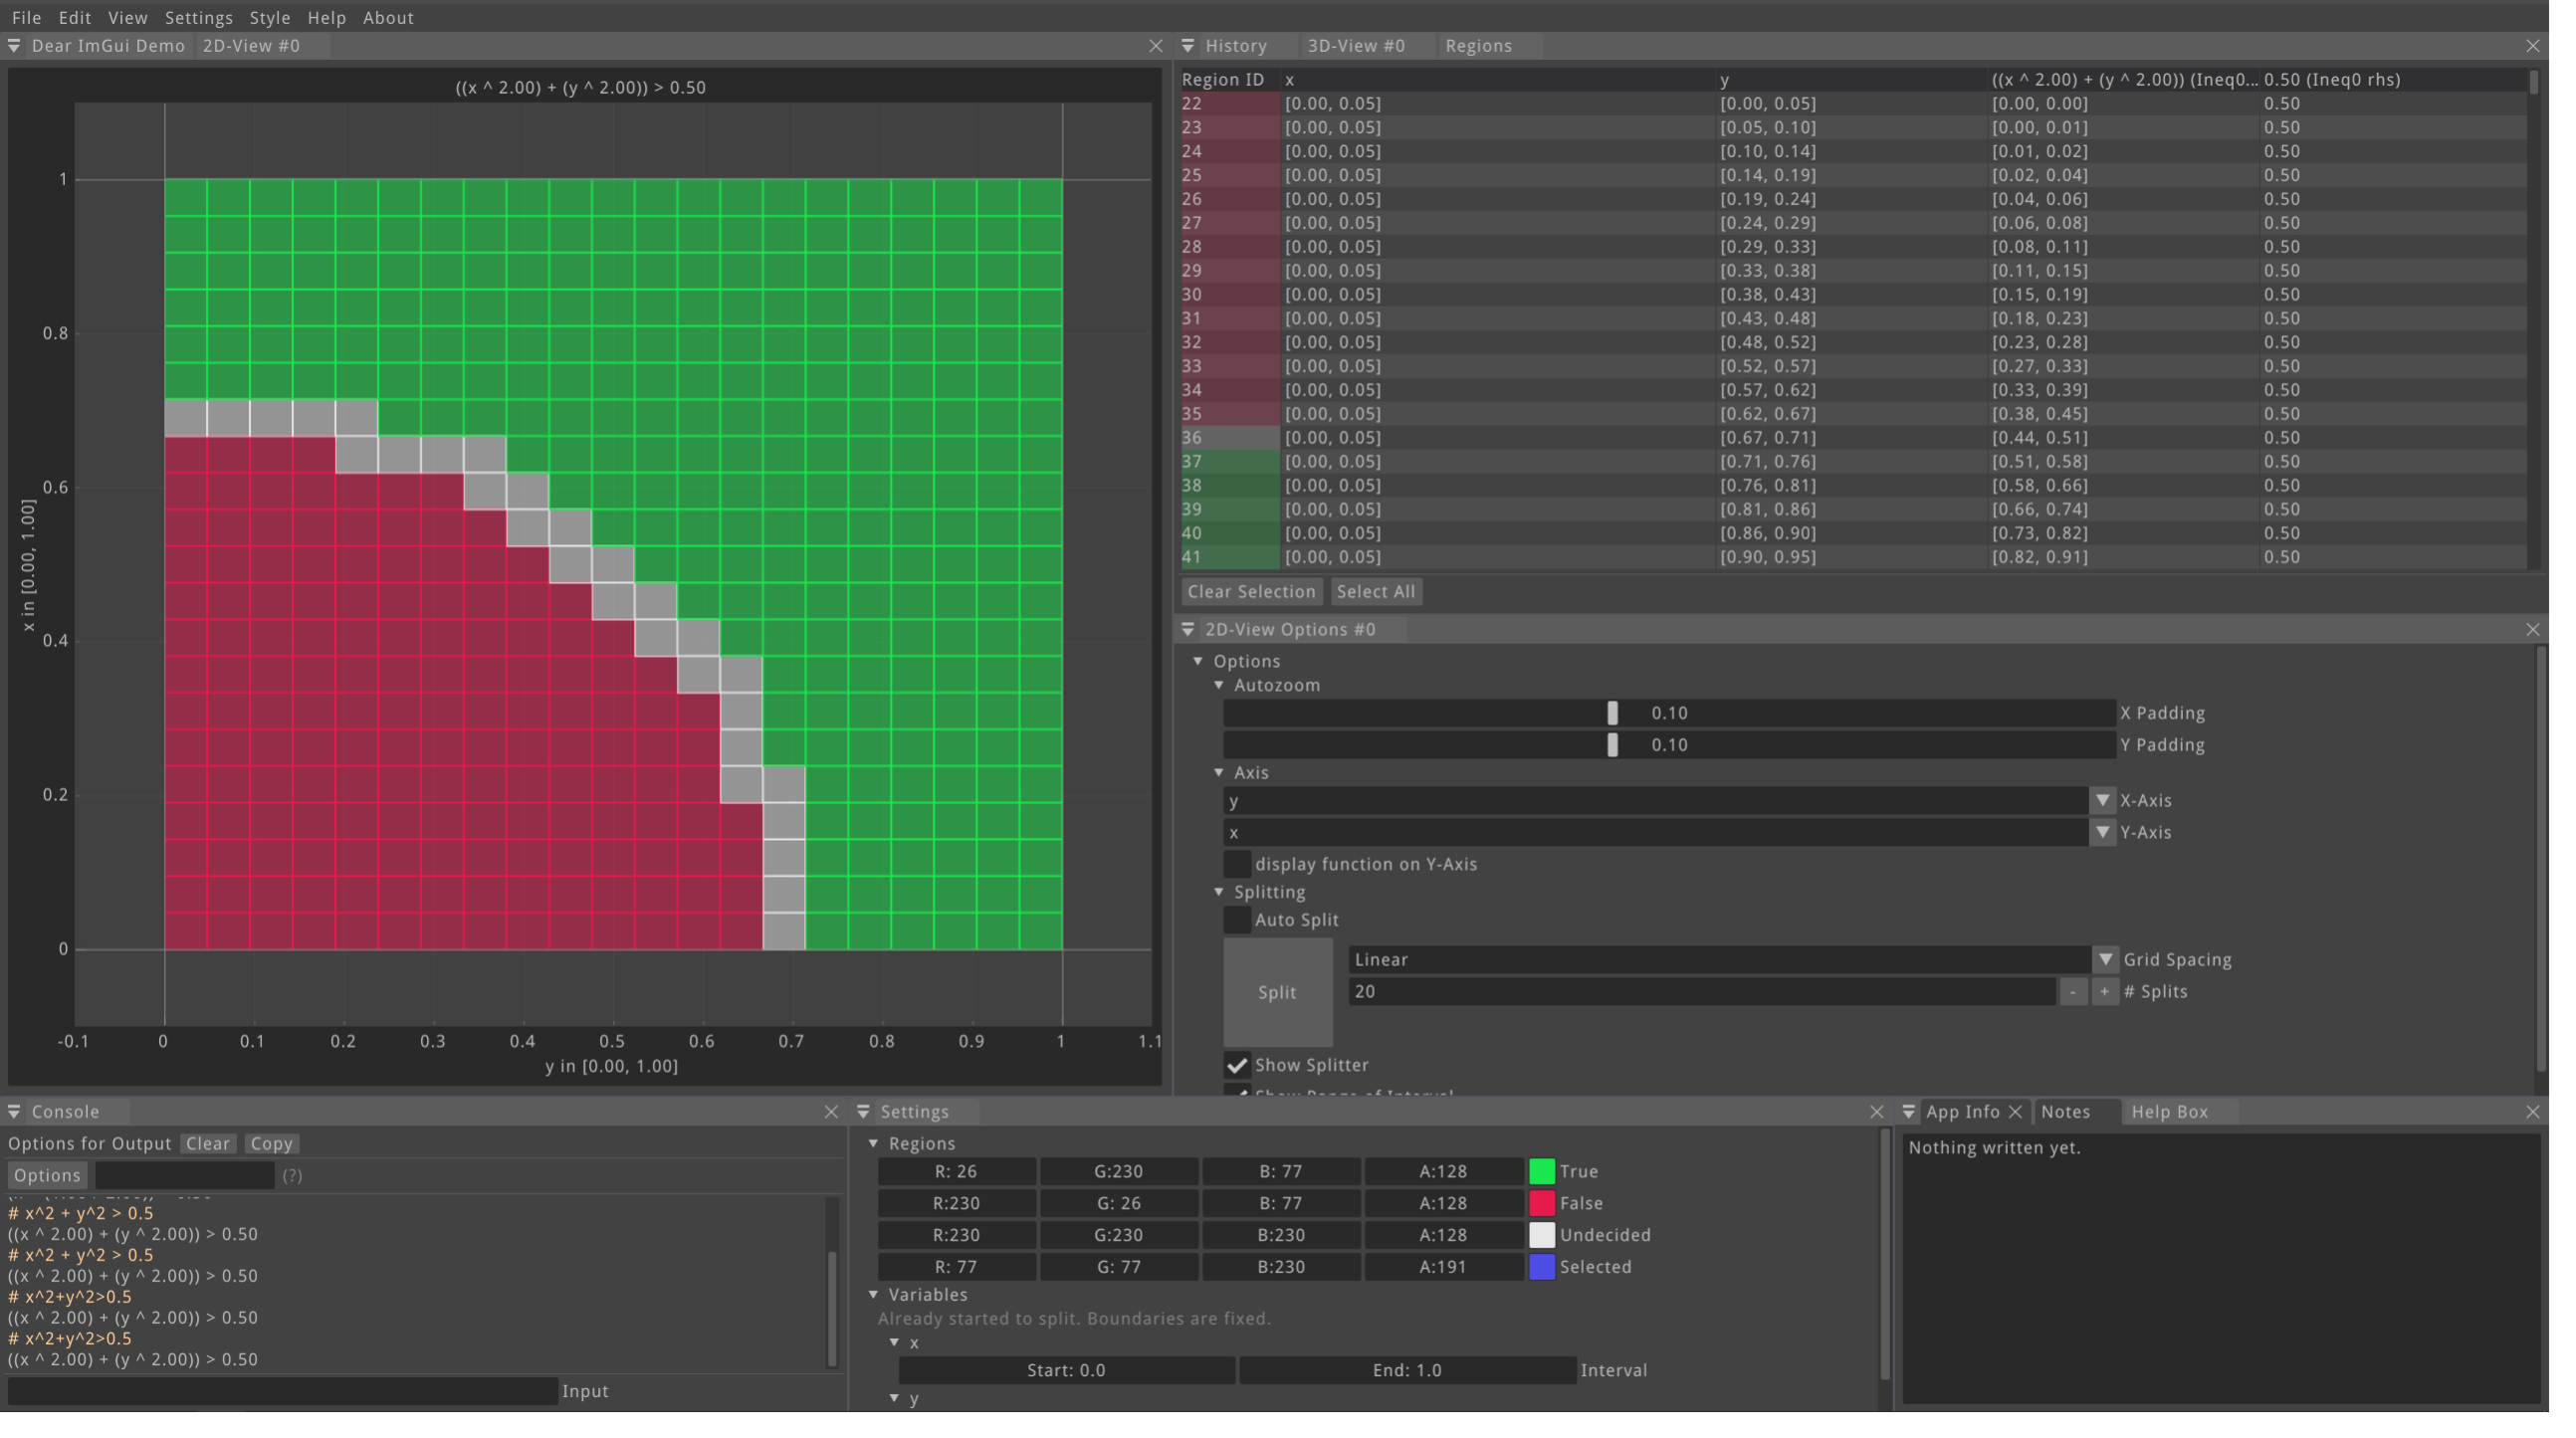 File Edit View Settings Style Help About
Dear ImGui Demo 2D-View #0
((x ^ 2.00) + (y ^ 2.00)) > 0.50
1
0.8
0.6
0.4
0.2
0
x in [0.00, 1.00]
-0.1 0 0.1 0.2 0.3 0.4 0.5 0.6 0.7 0.8 0.9 1 1.1
y in [0.00, 1.00]
History 3D-View #0 Regions
Region ID x y ((x ^ 2.00) + (y ^ 2.00)) (Ineq0... 0.50 (Ineq0 rhs)
22 [0.00, 0.05] [0.00, 0.05] [0.00, 0.00] 0.50
23 [0.00, 0.05] [0.05, 0.10] [0.00, 0.01] 0.50
24 [0.00, 0.05] [0.10, 0.14] [0.01, 0.02] 0.50
25 [0.00, 0.05] [0.14, 0.19] [0.02, 0.04] 0.50
26 [0.00, 0.05] [0.19, 0.24] [0.04, 0.06] 0.50
27 [0.00, 0.05] [0.24, 0.29] [0.06, 0.08] 0.50
28 [0.00, 0.05] [0.29, 0.33] [0.08, 0.11] 0.50
29 [0.00, 0.05] [0.33, 0.38] [0.11, 0.15] 0.50
30 [0.00, 0.05] [0.38, 0.43] [0.15, 0.19] 0.50
31 [0.00, 0.05] [0.43, 0.48] [0.18, 0.23] 0.50
32 [0.00, 0.05] [0.48, 0.52] [0.23, 0.28] 0.50
33 [0.00, 0.05] [0.52, 0.57] [0.27, 0.33] 0.50
34 [0.00, 0.05] [0.57, 0.62] [0.33, 0.39] 0.50
35 [0.00, 0.05] [0.62, 0.67] [0.38, 0.45] 0.50
36 [0.00, 0.05] [0.67, 0.71] [0.44, 0.51] 0.50
37 [0.00, 0.05] [0.71, 0.76] [0.51, 0.58] 0.50
38 [0.00, 0.05] [0.76, 0.81] [0.58, 0.66] 0.50
39 [0.00, 0.05] [0.81, 0.86] [0.66, 0.74] 0.50
40 [0.00, 0.05] [0.86, 0.90] [0.73, 0.82] 0.50
41 [0.00, 0.05] [0.90, 0.95] [0.82, 0.91] 0.50
Clear Selection Select All
2D-View Options #0
Options
Autozoom
0.10 X Padding
0.10 Y Padding
Axis
y X-Axis
x Y-Axis
display function on Y-Axis
Splitting
Auto Split
Split
Linear Grid Spacing
20 - + # Splits
Show Splitter
Show Range of Interval
Console
Options for Output Clear Copy
Options (?)
# x^2 + y^2 > 0.5
((x ^ 2.00) + (y ^ 2.00)) > 0.50
# x^2 + y^2 > 0.5
((x ^ 2.00) + (y ^ 2.00)) > 0.50
# x^2+y^2>0.5
((x ^ 2.00) + (y ^ 2.00)) > 0.50
# x^2+y^2>0.5
((x ^ 2.00) + (y ^ 2.00)) > 0.50
Input
Settings
Regions
R: 26 G:230 B: 77 A:128 True
R:230 G: 26 B: 77 A:128 False
R:230 G:230 B:230 A:128 Undecided
R: 77 G: 77 B:230 A:191 Selected
Variables
Already started to split. Boundaries are fixed.
x
Start: 0.0 End: 1.0 Interval
y
App Info Notes Help Box
Nothing written yet.